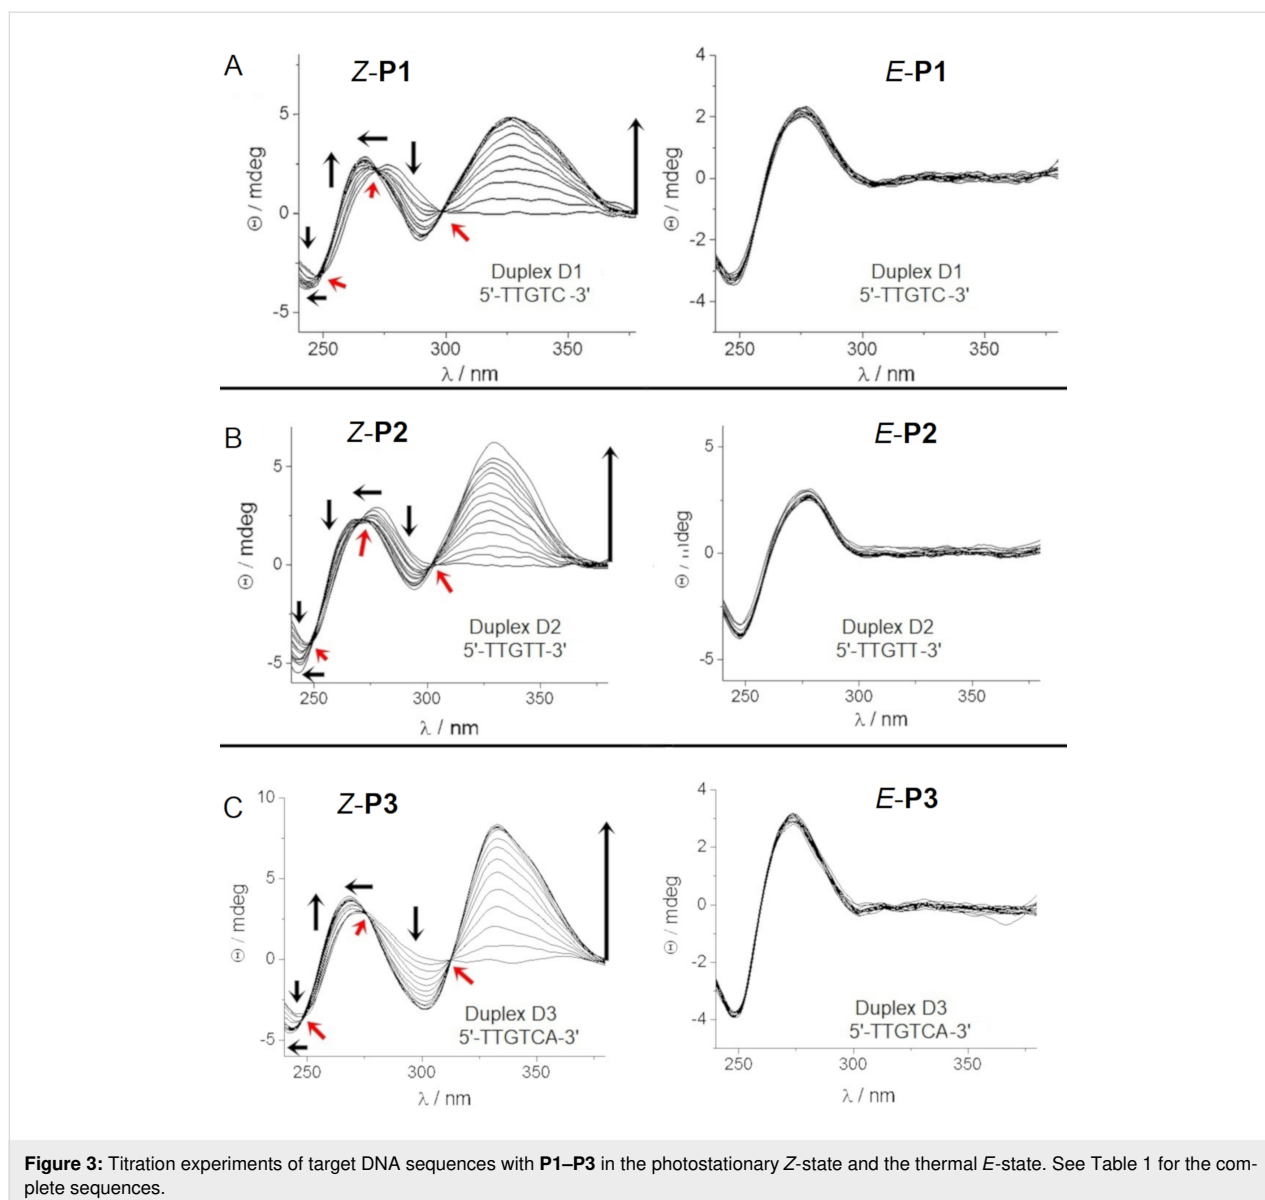 A
Z-P1
E-P1
5
0
-5
Θ / mdeg
250
300
350
λ / nm
Duplex D1
5'-TTGTC-3'
4
2
0
-2
-4
Θ / mdeg
250
300
350
λ / nm
Duplex D1
5'-TTGTC-3'
B
Z-P2
E-P2
5
0
-5
Θ / mdeg
250
300
350
λ / nm
Duplex D2
5'-TTGTT-3'
5
0
-5
250
300
350
λ / nm
Duplex D2
5'-TTGTT-3'
C
Z-P3
E-P3
10
5
0
-5
Θ / mdeg
250
300
350
λ / nm
Duplex D3
5'-TTGTCA-3'
4
2
0
-2
-4
Θ / mdeg
250
300
350
λ / nm
Duplex D3
5'-TTGTCA-3'
Figure 3: Titration experiments of target DNA sequences with P1–P3 in the photostationary Z-state and the thermal E-state. See Table 1 for the com-
plete sequences.